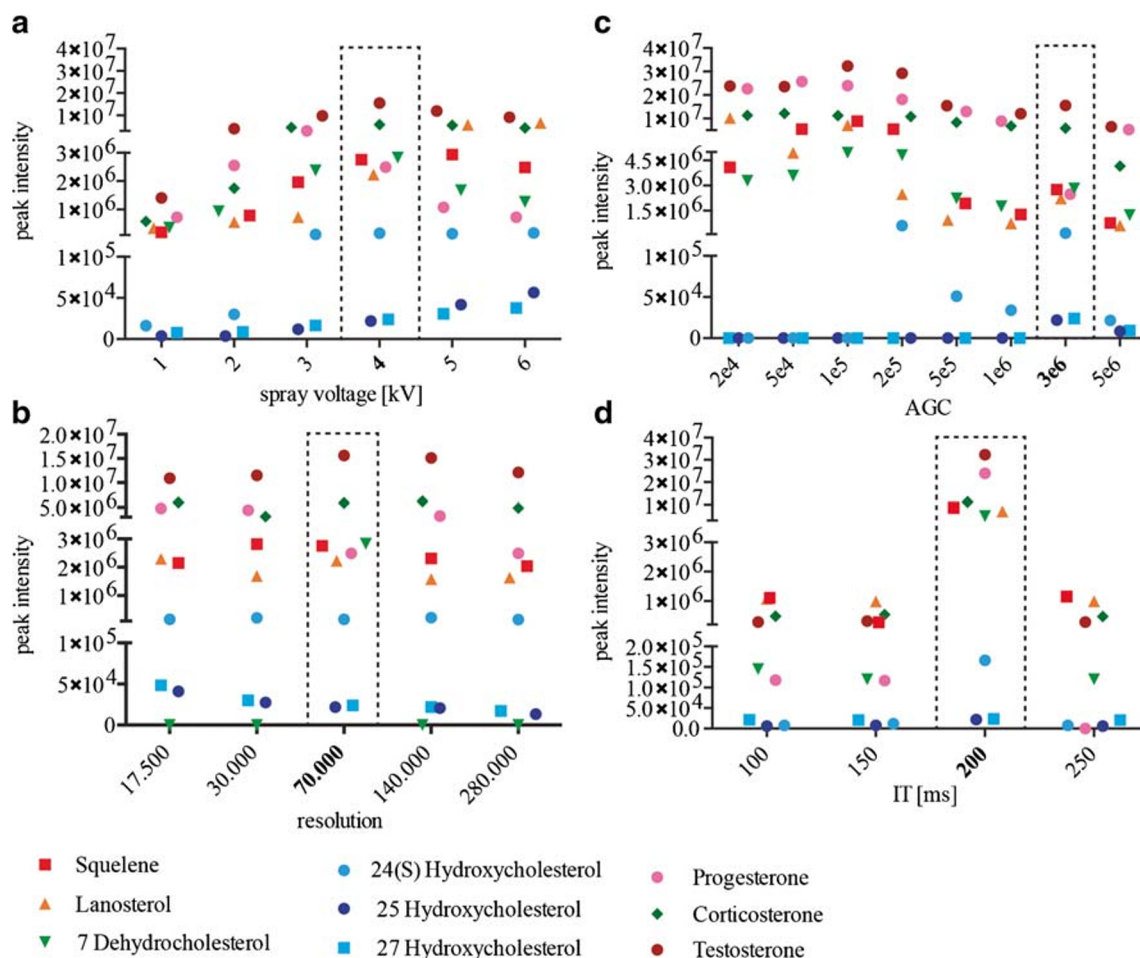 a
4×10⁷
3×10⁷
2×10⁷
1×10⁷
3×10⁶
2×10⁶
1×10⁶
1×10⁵
5×10⁴
0
peak intensity
1 2 3 4 5 6
spray voltage [kV]
c
4×10⁷
3×10⁷
2×10⁷
1×10⁷
4.5×10⁶
3.0×10⁶
1.5×10⁶
1×10⁵
5×10⁴
0
peak intensity
2e4 5e4 1e5 2e5 5e5 1e6 3e6 5e6
AGC
b
2.0×10⁷
1.5×10⁷
1.0×10⁷
5.0×10⁶
3×10⁶
2×10⁶
1×10⁶
1×10⁵
5×10⁴
0
peak intensity
17.500 30.000 70.000 140.000 280.000
resolution
d
4×10⁷
3×10⁷
2×10⁷
1×10⁷
3×10⁶
2×10⁶
1×10⁶
2.0×10⁵
1.5×10⁵
1.0×10⁵
5.0×10⁴
0.0
peak intensity
100 150 200 250
IT [ms]
Squelene
Lanosterol
7 Dehydrocholesterol
24(S) Hydroxycholesterol
25 Hydroxycholesterol
27 Hydroxycholesterol
Progesterone
Corticosterone
Testosterone